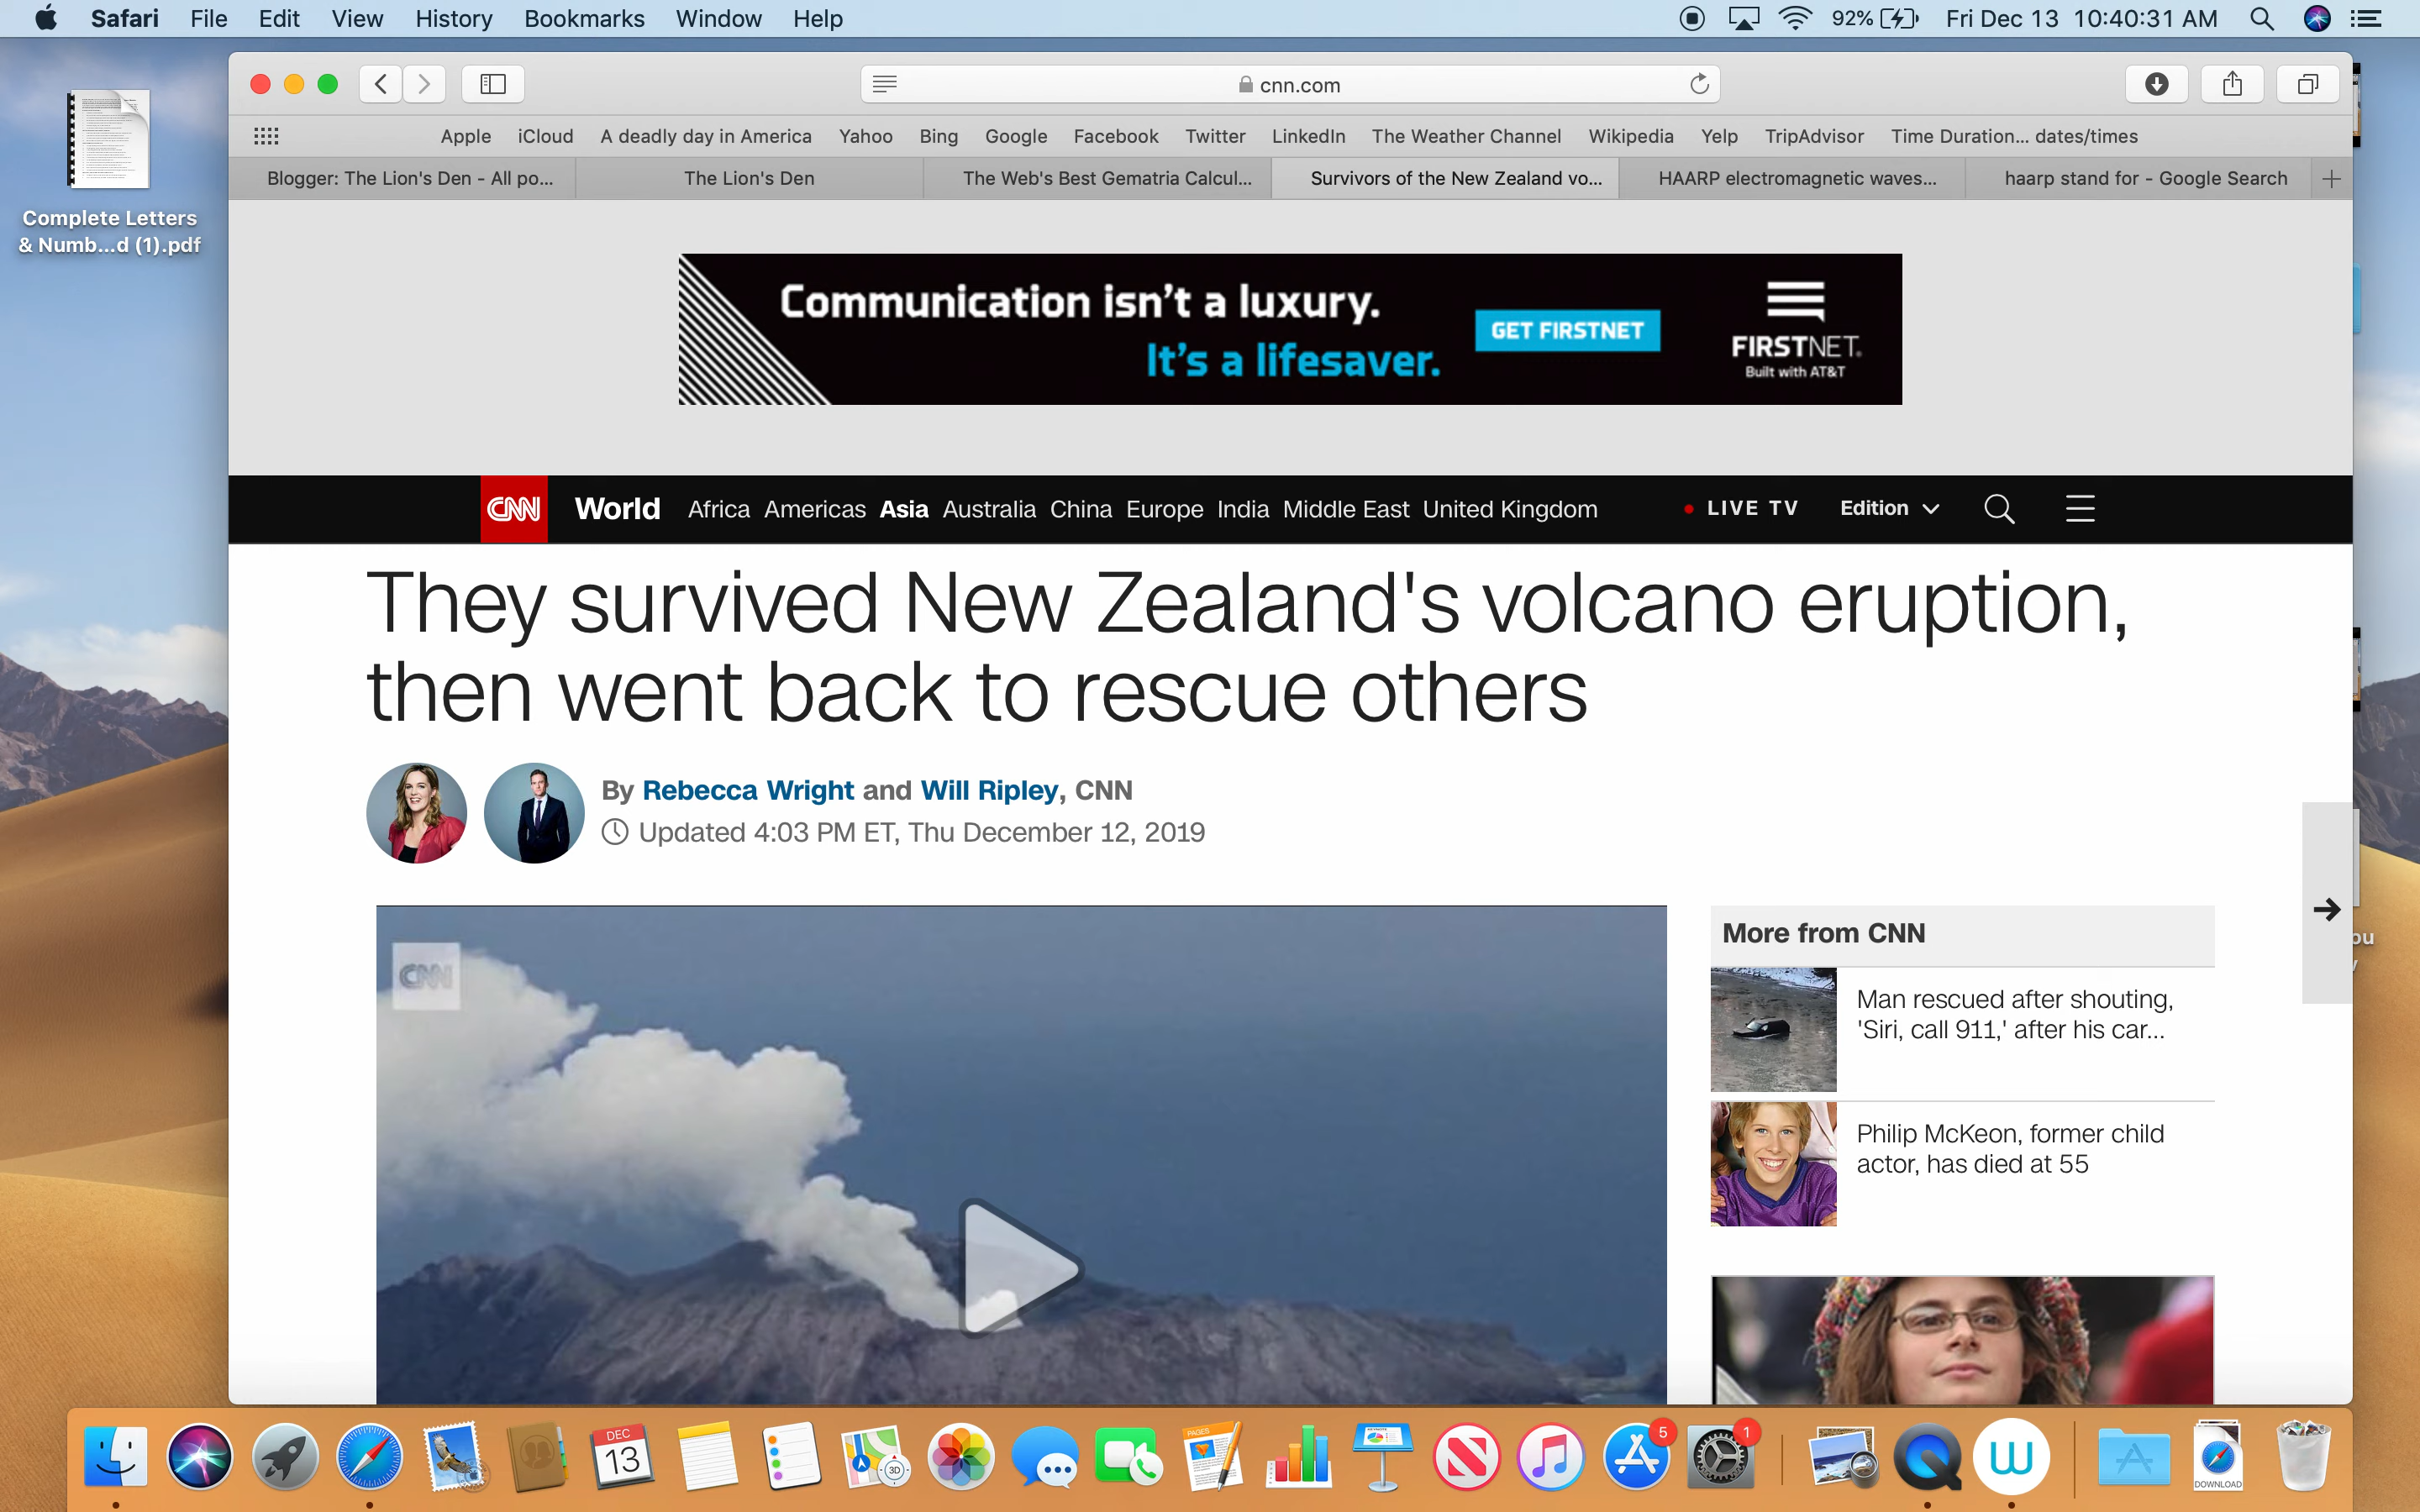 Safari File Edit View History Bookmarks Window Help 92% Fri Dec 13 10:40:31 AM
Complete Letters
& Numb...d (1).pdf
cnn.com
Apple iCloud A deadly day in America Yahoo Bing Google Facebook Twitter LinkedIn The Weather Channel Wikipedia Yelp TripAdvisor Time Duration... dates/times
Blogger: The Lion's Den - All po... The Lion's Den The Web's Best Gematria Calcul... Survivors of the New Zealand vo... HAARP electromagnetic waves... haarp stand for - Google Search
Communication isn't a luxury.
It's a lifesaver.
GET FIRSTNET
FIRSTNET.
Built with AT&T
CNN World Africa Americas Asia Australia China Europe India Middle East United Kingdom LIVE TV Edition
They survived New Zealand's volcano eruption,
then went back to rescue others
By Rebecca Wright and Will Ripley, CNN
Updated 4:03 PM ET, Thu December 12, 2019
CNN
More from CNN
Man rescued after shouting,
'Siri, call 911,' after his car...
Philip McKeon, former child
actor, has died at 55
ou
DEC
13
3D
PAGES
5
1
DOWNLOAD